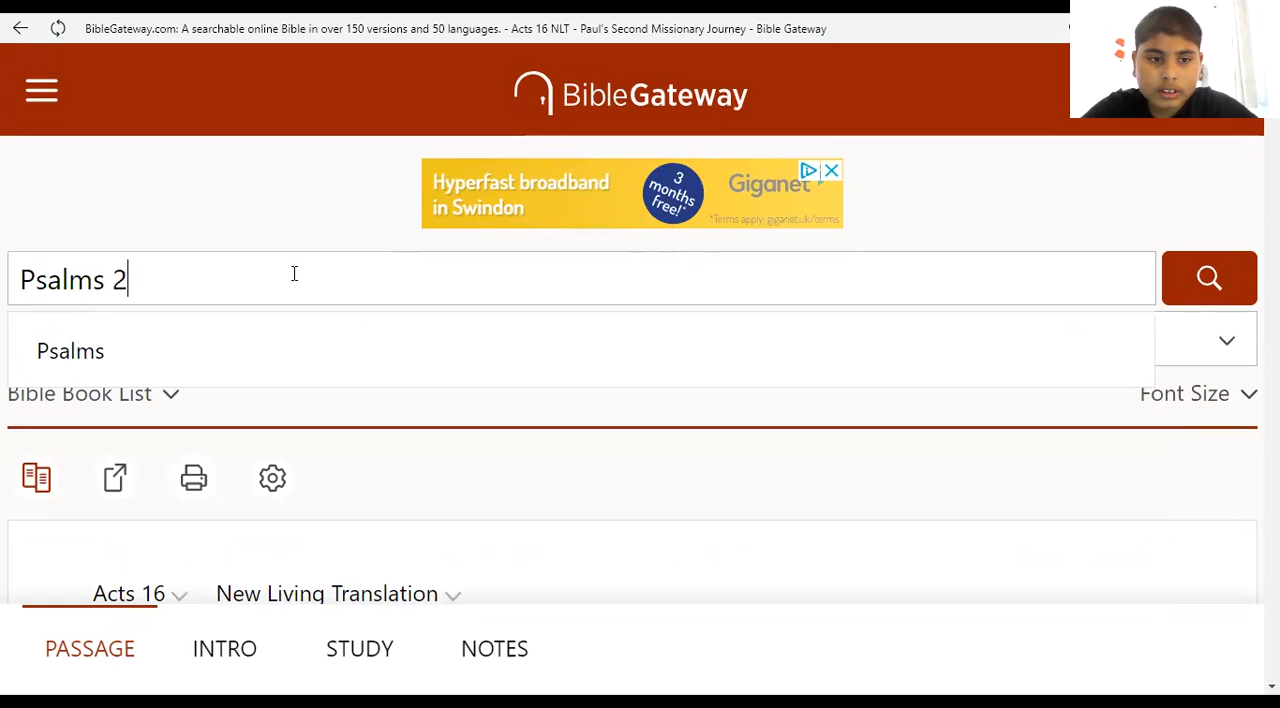 BibleGateway.com: A searchable online Bible in over 150 versions and 50 languages. - Acts 16 NLT - Paul's Second Missionary Journey - Bible Gateway
BibleGateway
Hyperfast broadband
in Swindon
3
months
free!*
Giganet
*Terms apply: giganet.uk/terms
Psalms 2
Psalms
Bible Book List
Font Size
Acts 16
New Living Translation
PASSAGE
INTRO
STUDY
NOTES